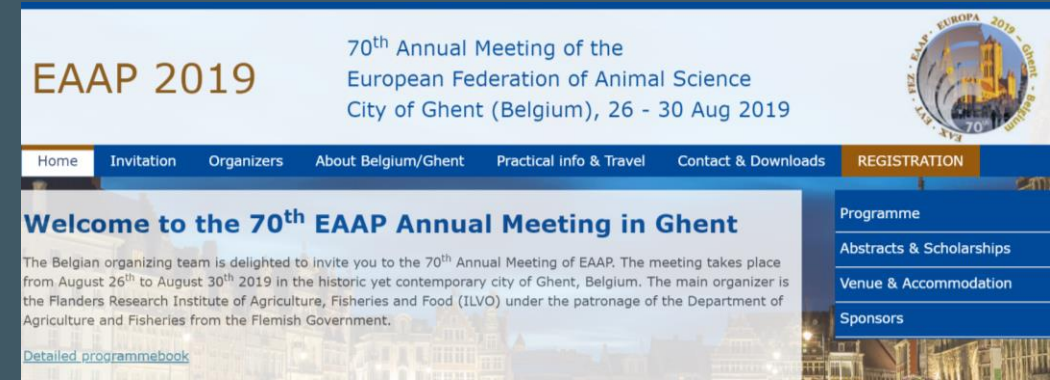 EAAP 2019
70th Annual Meeting of the
European Federation of Animal Science
City of Ghent (Belgium), 26 - 30 Aug 2019
EAAP · EUROPA 2019 - Ghent - Belgium
EAX · EVT · FEZ ·
70th
Home Invitation Organizers About Belgium/Ghent Practical info & Travel Contact & Downloads REGISTRATION
Welcome to the 70th EAAP Annual Meeting in Ghent
The Belgian organizing team is delighted to invite you to the 70th Annual Meeting of EAAP. The meeting takes place
from August 26th to August 30th 2019 in the historic yet contemporary city of Ghent, Belgium. The main organizer is
the Flanders Research Institute of Agriculture, Fisheries and Food (ILVO) under the patronage of the Department of
Agriculture and Fisheries from the Flemish Government.
Detailed programmebook
Programme
Abstracts & Scholarships
Venue & Accommodation
Sponsors